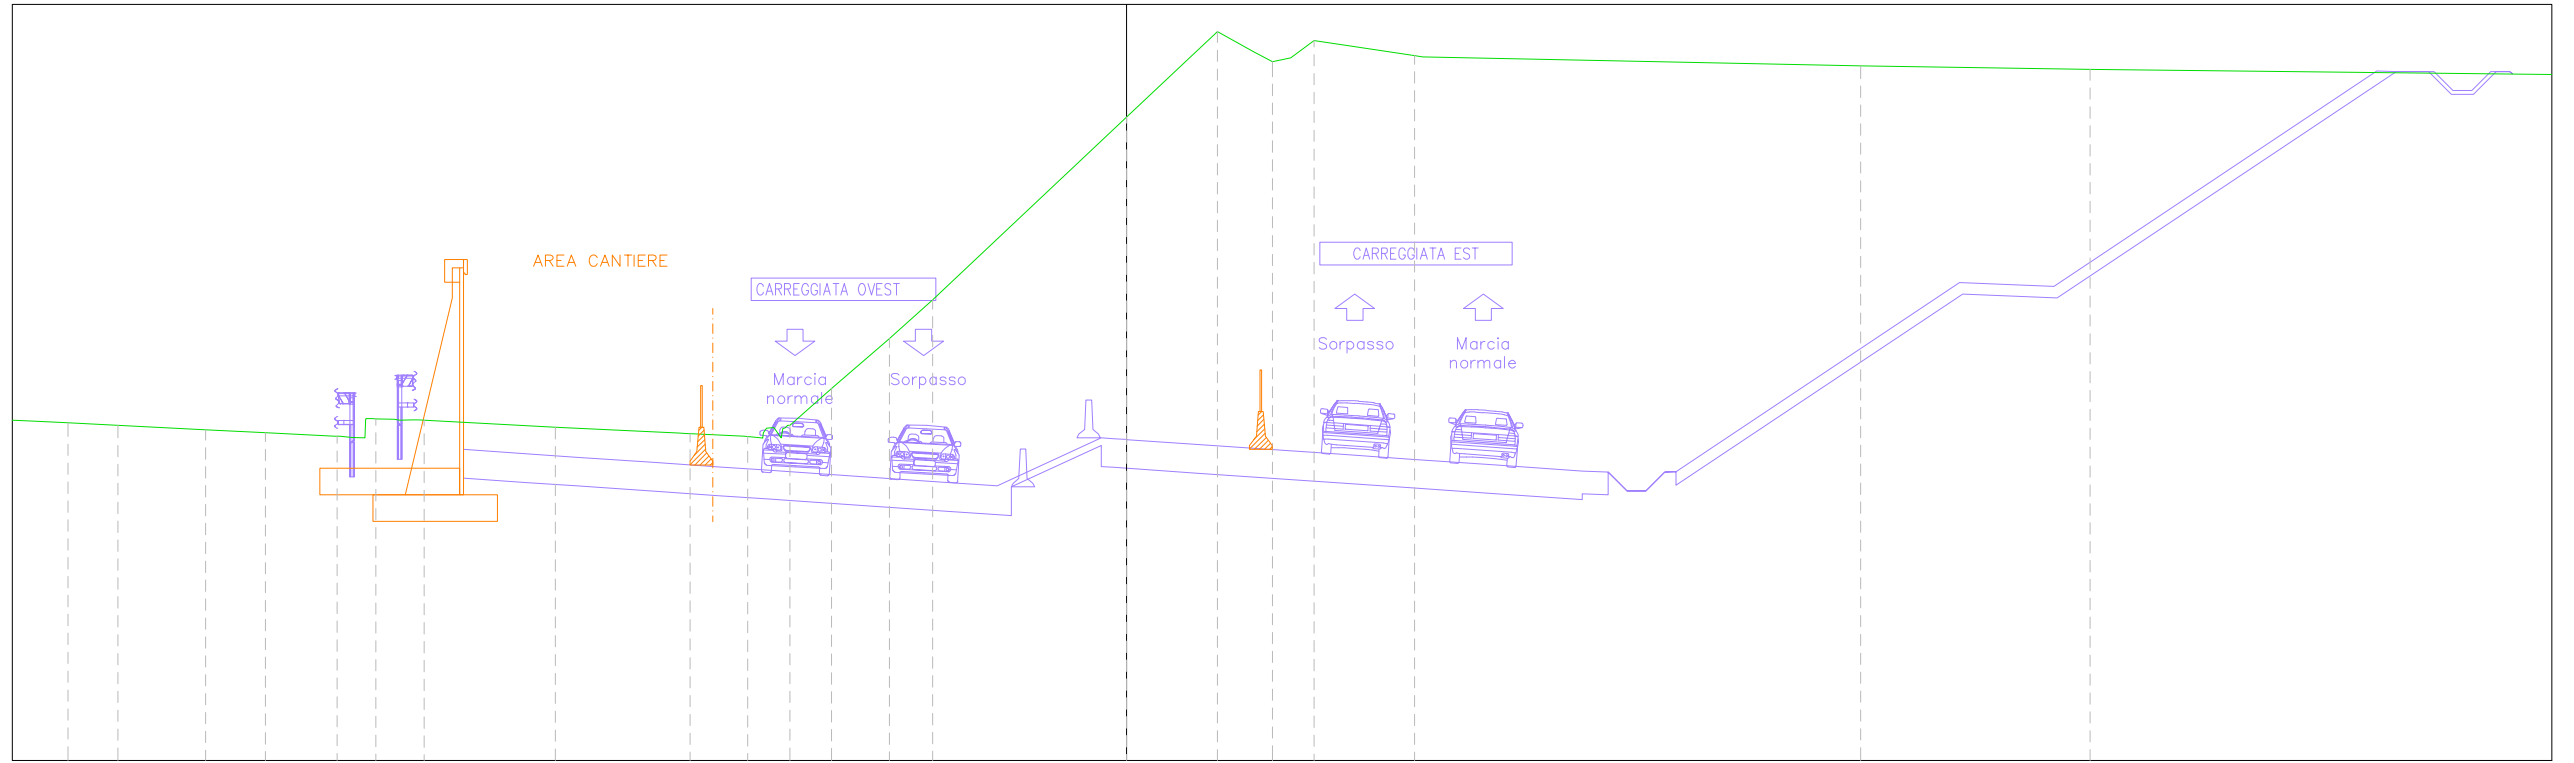 AREA CANTIERE
CARREGGIATA OVEST
Marcia
normale
Sorpasso
CARREGGIATA EST
Sorpasso
Marcia
normale